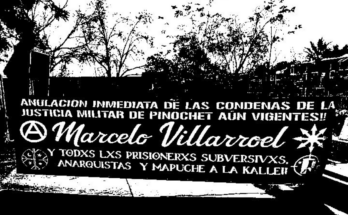 ANULACION INMEDIATA DE LAS CONDENAS DE LA
JUSTICIA MILITAR DE PINOCHET AÚN VIGENTES!!
Marcelo Villarroel
Y TODXS LXS PRISIONERXS SUBVERSIVXS,
ANARQUISTAS Y MAPUCHE A LA KALLE!!